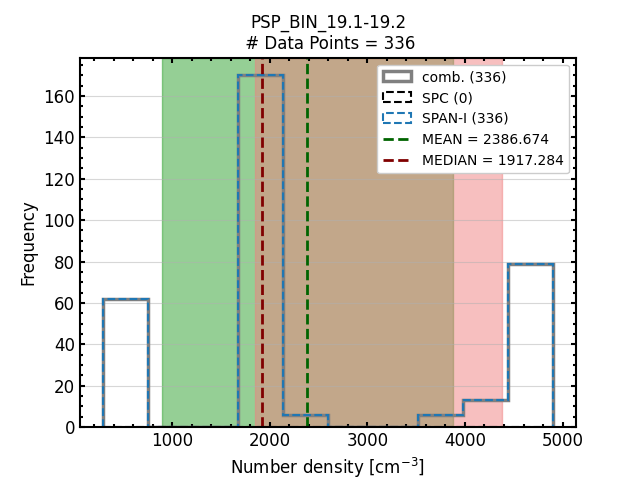 PSP_BIN_19.1-19.2
# Data Points = 336
comb. (336)
SPC (0)
SPAN-I (336)
MEAN = 2386.674
MEDIAN = 1917.284
Frequency
160
140
120
100
80
60
40
20
0
1000 2000 3000 4000 5000
Number density [cm⁻³]